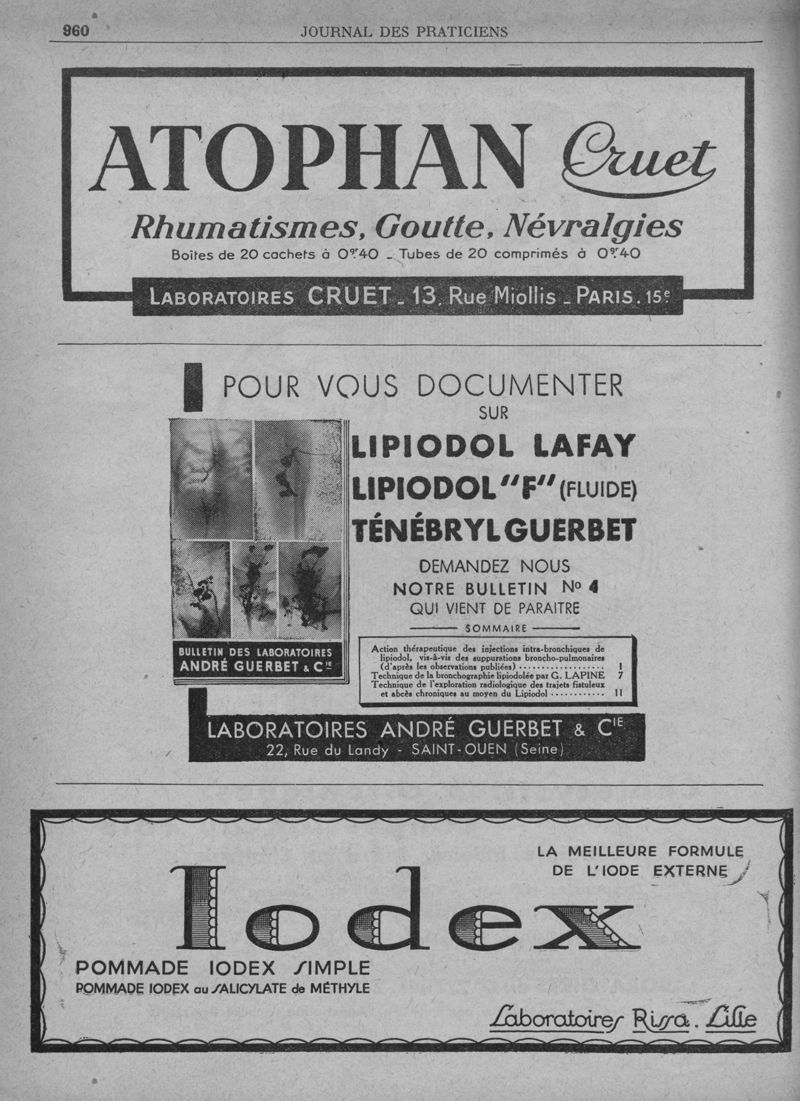 960
JOURNAL DES PRATICIENS
ATOPHAN Cruet
Rhumatismes, Goutte, Névralgies
Boîtes de 20 cachets à 0gr40 _ Tubes de 20 comprimés à 0gr40
LABORATOIRES CRUET _ 13, Rue Miollis _ PARIS. 15e
POUR VOUS DOCUMENTER
SUR
LIPIODOL LAFAY
LIPIODOL "F" (FLUIDE)
TÉNÉBRYL GUERBET
DEMANDEZ NOUS
NOTRE BULLETIN No 4
QUI VIENT DE PARAITRE
SOMMAIRE
Action thérapeutique des injections intra-bronchiques de
lipiodol, vis-à-vis des suppurations broncho-pulmonaires
(d'après les observations publiées) .................... 1
Technique de la bronchographie lipiodolée par G. LAPINE 7
Technique de l'exploration radiologique des trajets fistuleux
et abcès chroniques au moyen du Lipiodol ............ 11
BULLETIN DES LABORATOIRES
ANDRÉ GUERBET & CIE
LABORATOIRES ANDRÉ GUERBET & CIE
22, Rue du Landy - SAINT-OUEN (Seine)
LA MEILLEURE FORMULE
DE L'IODE EXTERNE
Iodex
POMMADE IODEX SIMPLE
POMMADE IODEX au SALICYLATE de MÉTHYLE
Laboratoires Rissa. Lille